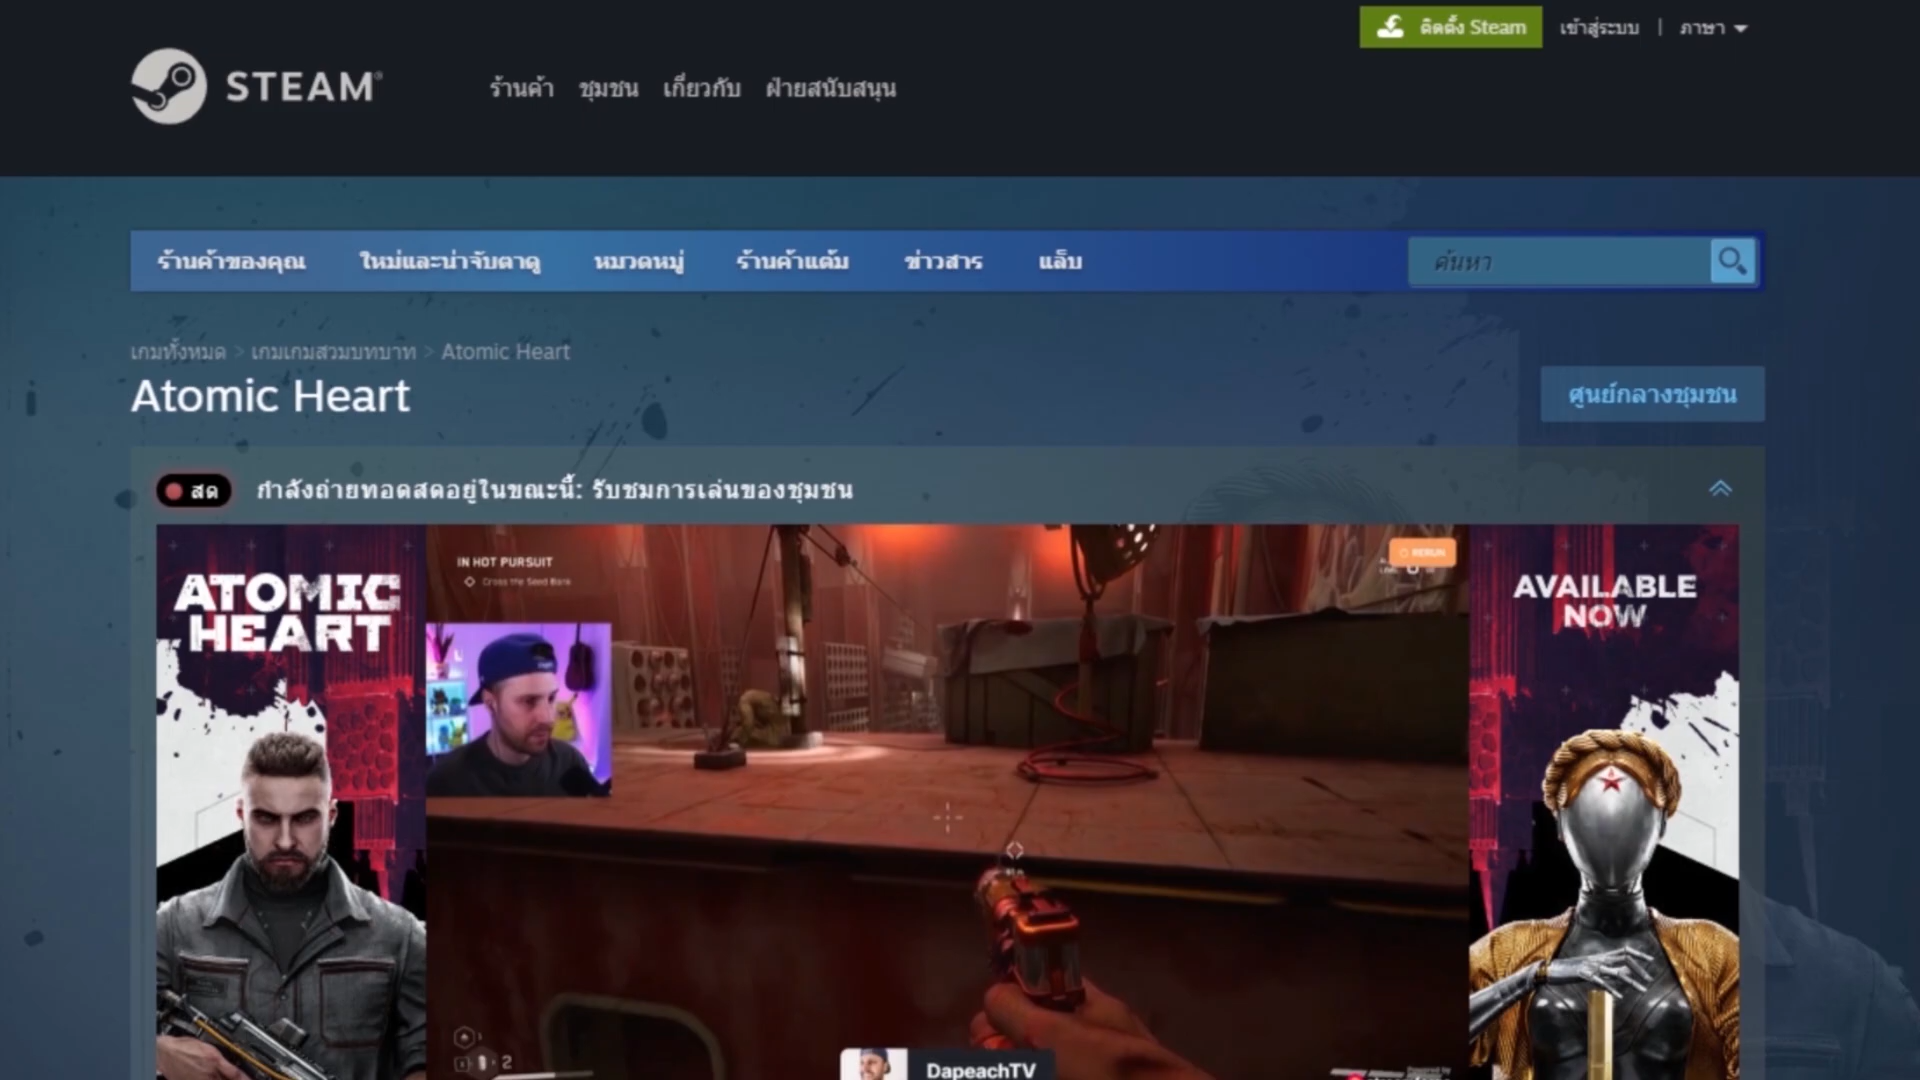 ติดตั้ง Steam
เข้าสู่ระบบ | ภาษา
STEAM®
ร้านค้า ชุมชน เกี่ยวกับ ฝ่ายสนับสนุน
ร้านค้าของคุณ ใหม่และน่าจับตาดู หมวดหมู่ ร้านค้าแต้ม ข่าวสาร แล็บ
ค้นหา
เกมทั้งหมด > เกมเกมสวมบทบาท > Atomic Heart
Atomic Heart
ศูนย์กลางชุมชน
สด
กำลังถ่ายทอดสดอยู่ในขณะนี้: รับชมการเล่นของชุมชน
ATOMIC
HEART
IN HOT PURSUIT
Cross the Seed Bank
RERUN
AVAILABLE
NOW
2
DapeachTV